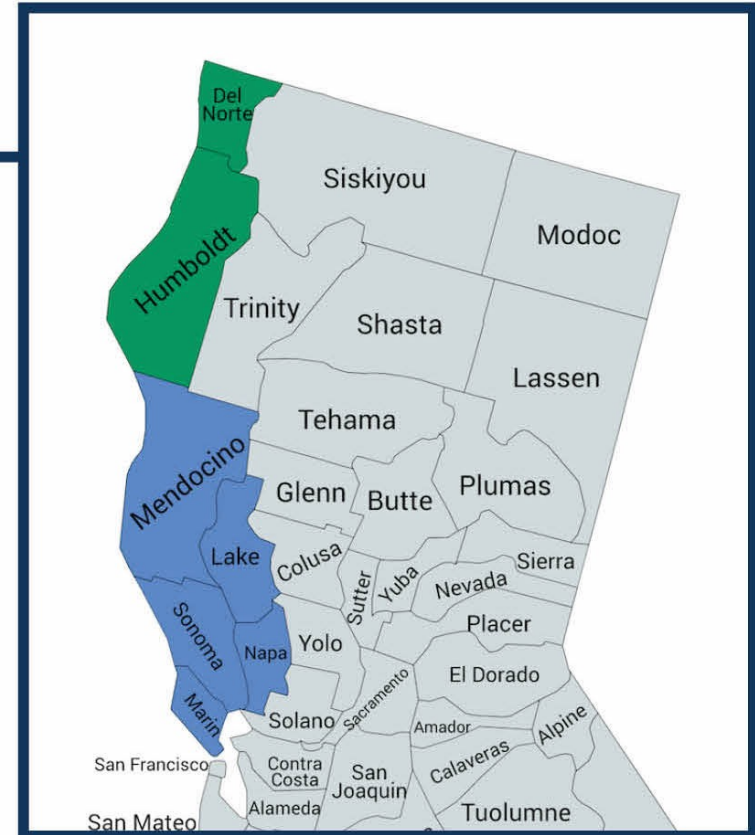 Del
Norte
Siskiyou
Modoc
Humboldt
Trinity
Shasta
Lassen
Tehama
Mendocino
Glenn
Butte
Plumas
Lake
Colusa
Sutter
Yuba
Nevada
Sierra
Placer
Sonoma
Napa
Yolo
El Dorado
Marin
Solano
Sacramento
Amador
Alpine
San Francisco
Contra
Costa
San
Joaquin
Calaveras
San Mateo
Alameda
Tuolumne